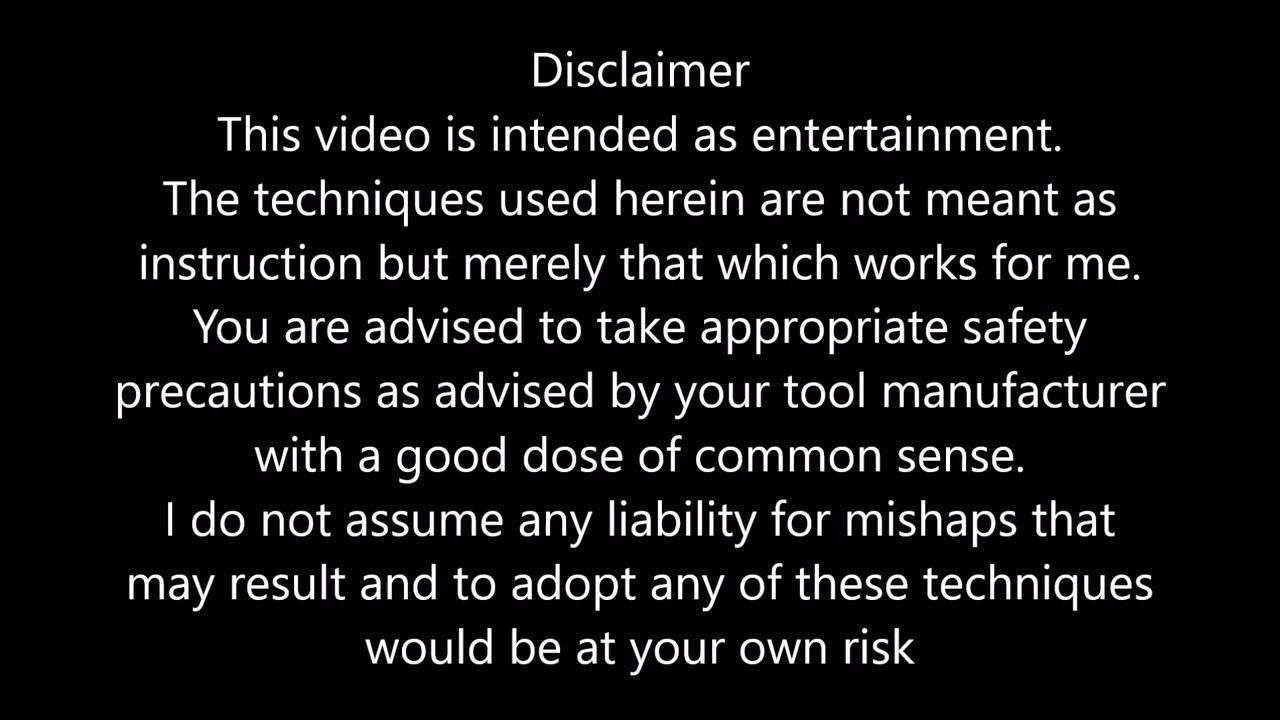 Disclaimer
This video is intended as entertainment.
The techniques used herein are not meant as
instruction but merely that which works for me.
You are advised to take appropriate safety
precautions as advised by your tool manufacturer
with a good dose of common sense.
I do not assume any liability for mishaps that
may result and to adopt any of these techniques
would be at your own risk